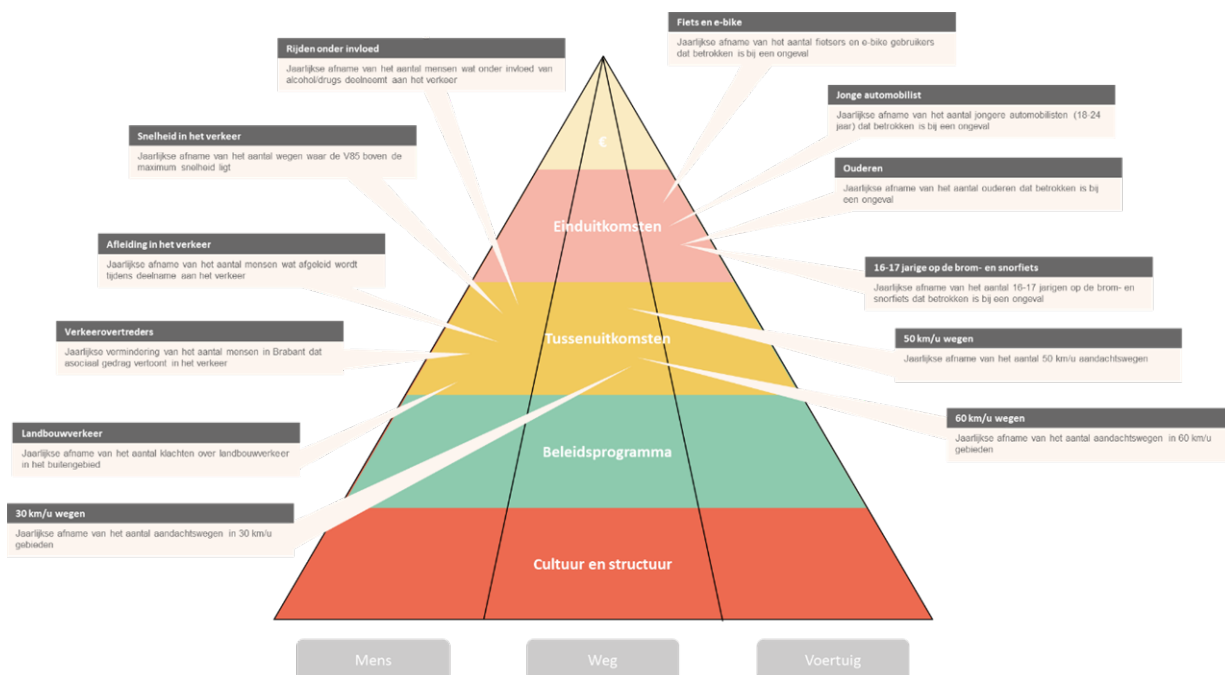 Fiets en e-bike
Jaarlijkse afname van het aantal fietsers en e-bike gebruikers
dat betrokken is bij een ongeval
Rijden onder invloed
Jaarlijkse afname van het aantal mensen wat onder invloed van
alcohol/drugs deelneemt aan het verkeer
Jonge automobilist
Jaarlijkse afname van het aantal jongere automobilisten (18-24
jaar) dat betrokken is bij een ongeval
Snelheid in het verkeer
Jaarlijkse afname van het aantal wegen waar de V85 boven de
maximum snelheid ligt
€
Ouderen
Jaarlijkse afname van het aantal ouderen dat betrokken is bij
een ongeval
Einduitkomsten
Afleiding in het verkeer
Jaarlijkse afname van het aantal mensen wat afgeleid wordt
tijdens deelname aan het verkeer
16-17 jarige op de brom- en snorfiets
Jaarlijkse afname van het aantal 16-17 jarigen op de brom- en
snorfiets dat betrokken is bij een ongeval
Verkeerovertreders
Jaarlijkse vermindering van het aantal mensen in Brabant dat
asociaal gedrag vertoont in het verkeer
Tussenuitkomsten
50 km/u wegen
Jaarlijkse afname van het aantal 50 km/u aandachtswegen
Landbouwverkeer
Jaarlijkse afname van het aantal klachten over landbouwverkeer
in het buitengebied
Beleidsprogramma
60 km/u wegen
Jaarlijkse afname van het aantal aandachtswegen in 60 km/u
gebieden
30 km/u wegen
Jaarlijkse afname van het aantal aandachtswegen in 30 km/u
gebieden
Cultuur en structuur
Mens
Weg
Voertuig